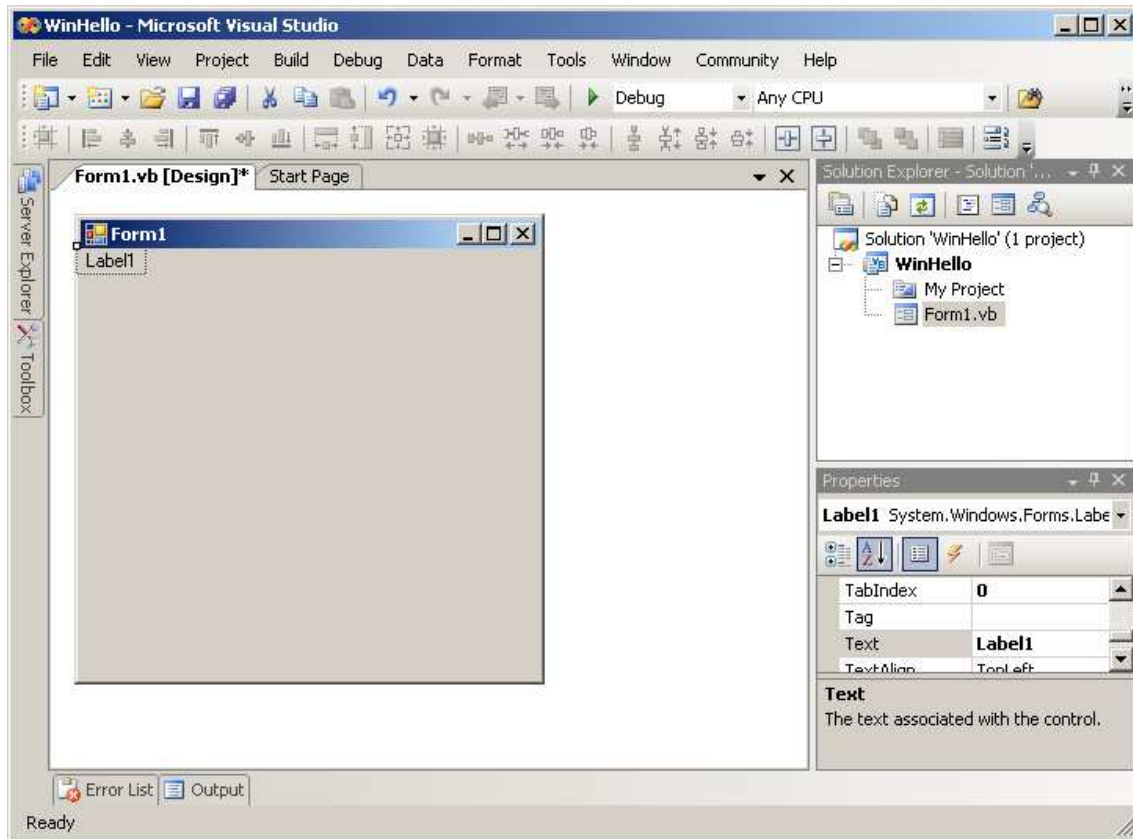 WinHello - Microsoft Visual Studio
File Edit View Project Build Debug Data Format Tools Window Community Help
Debug Any CPU
Form1.vb [Design]* Start Page
Server Explorer
Toolbox
Form1
Label1
Solution Explorer - Solution '...
Solution 'WinHello' (1 project)
WinHello
My Project
Form1.vb
Properties
Label1 System.Windows.Forms.Labe
TabIndex 0
Tag
Text Label1
TextAlign TopLeft
Text
The text associated with the control.
Error List Output
Ready